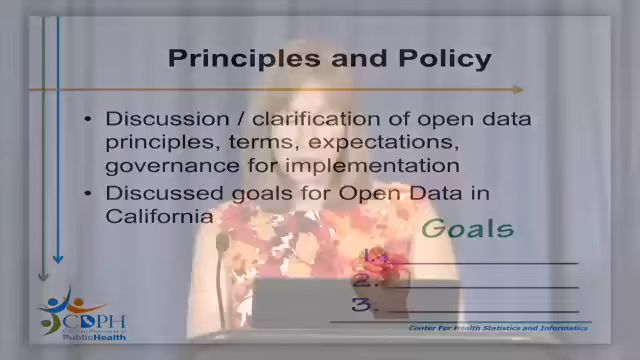 Principles and Policy
• Discussion / clarification of open data
principles, terms, expectations,
governance for implementation
• Discussed goals for Open Data in
California
Goals
1.
2.
3.
CDPH
PublicHealth
Center For Health Statistics and Informatics